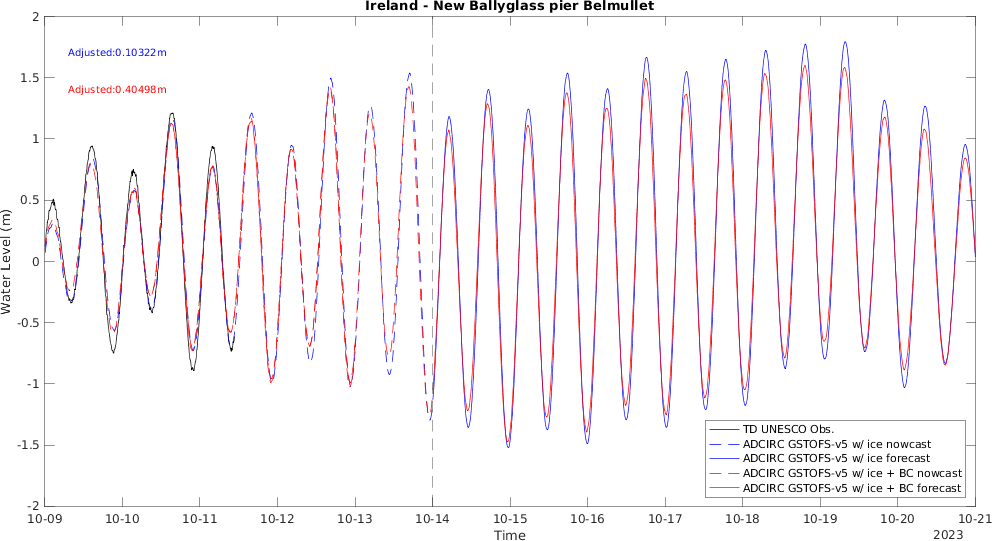 Ireland - New Ballyglass pier Belmullet
Adjusted:0.10322m
Adjusted:0.40498m
Water Level (m)
2
1.5
1
0.5
0
-0.5
-1
-1.5
-2
TD UNESCO Obs.
ADCIRC GSTOFS-v5 w/ ice nowcast
ADCIRC GSTOFS-v5 w/ ice forecast
ADCIRC GSTOFS-v5 w/ ice + BC nowcast
ADCIRC GSTOFS-v5 w/ ice + BC forecast
10-09 10-10 10-11 10-12 10-13 10-14 10-15 10-16 10-17 10-18 10-19 10-20 10-21
Time
2023